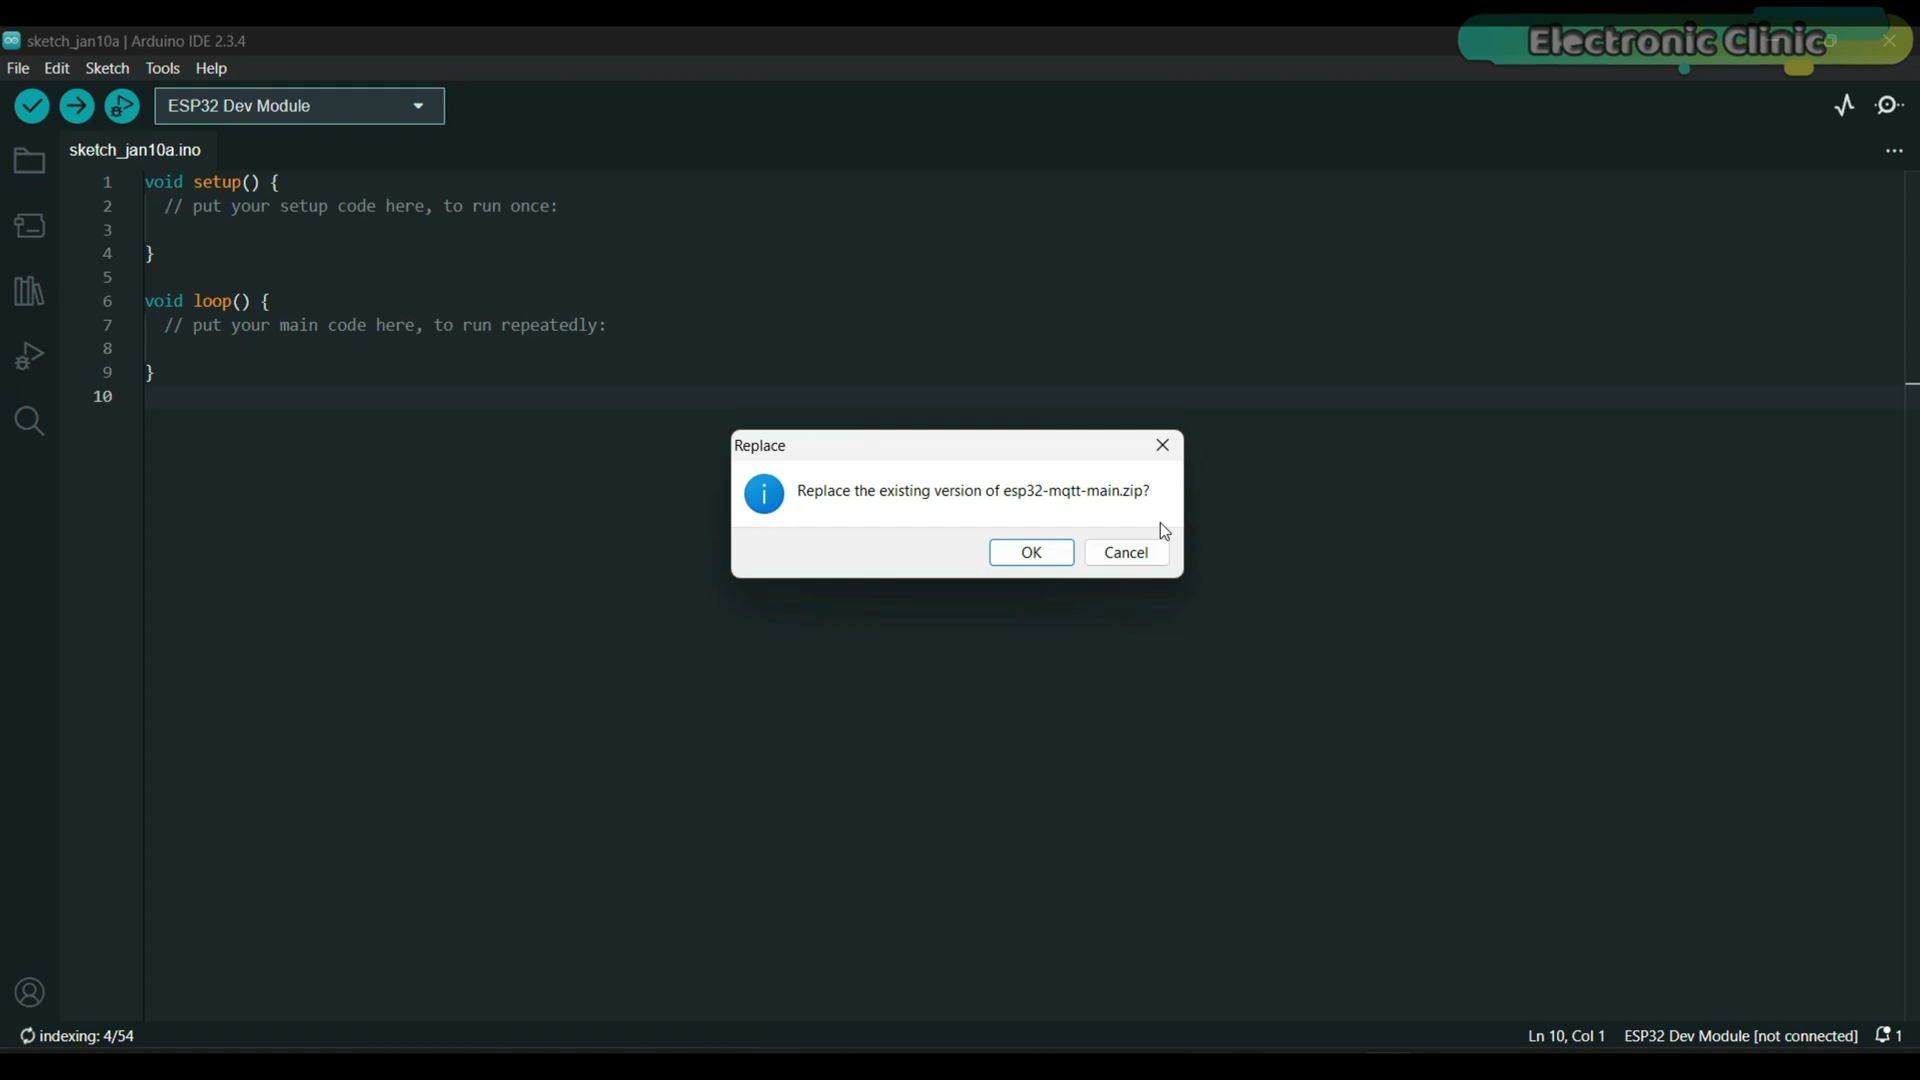 Electronic Clinic
sketch_jan10a | Arduino IDE 2.3.4
File Edit Sketch Tools Help
ESP32 Dev Module
sketch_jan10a.ino
1 void setup() {
2 // put your setup code here, to run once:
3
4 }
5
6 void loop() {
7 // put your main code here, to run repeatedly:
8
9 }
10
Replace
Replace the existing version of esp32-mqtt-main.zip?
OK Cancel
indexing: 4/54
Ln 10, Col 1 ESP32 Dev Module [not connected] 1